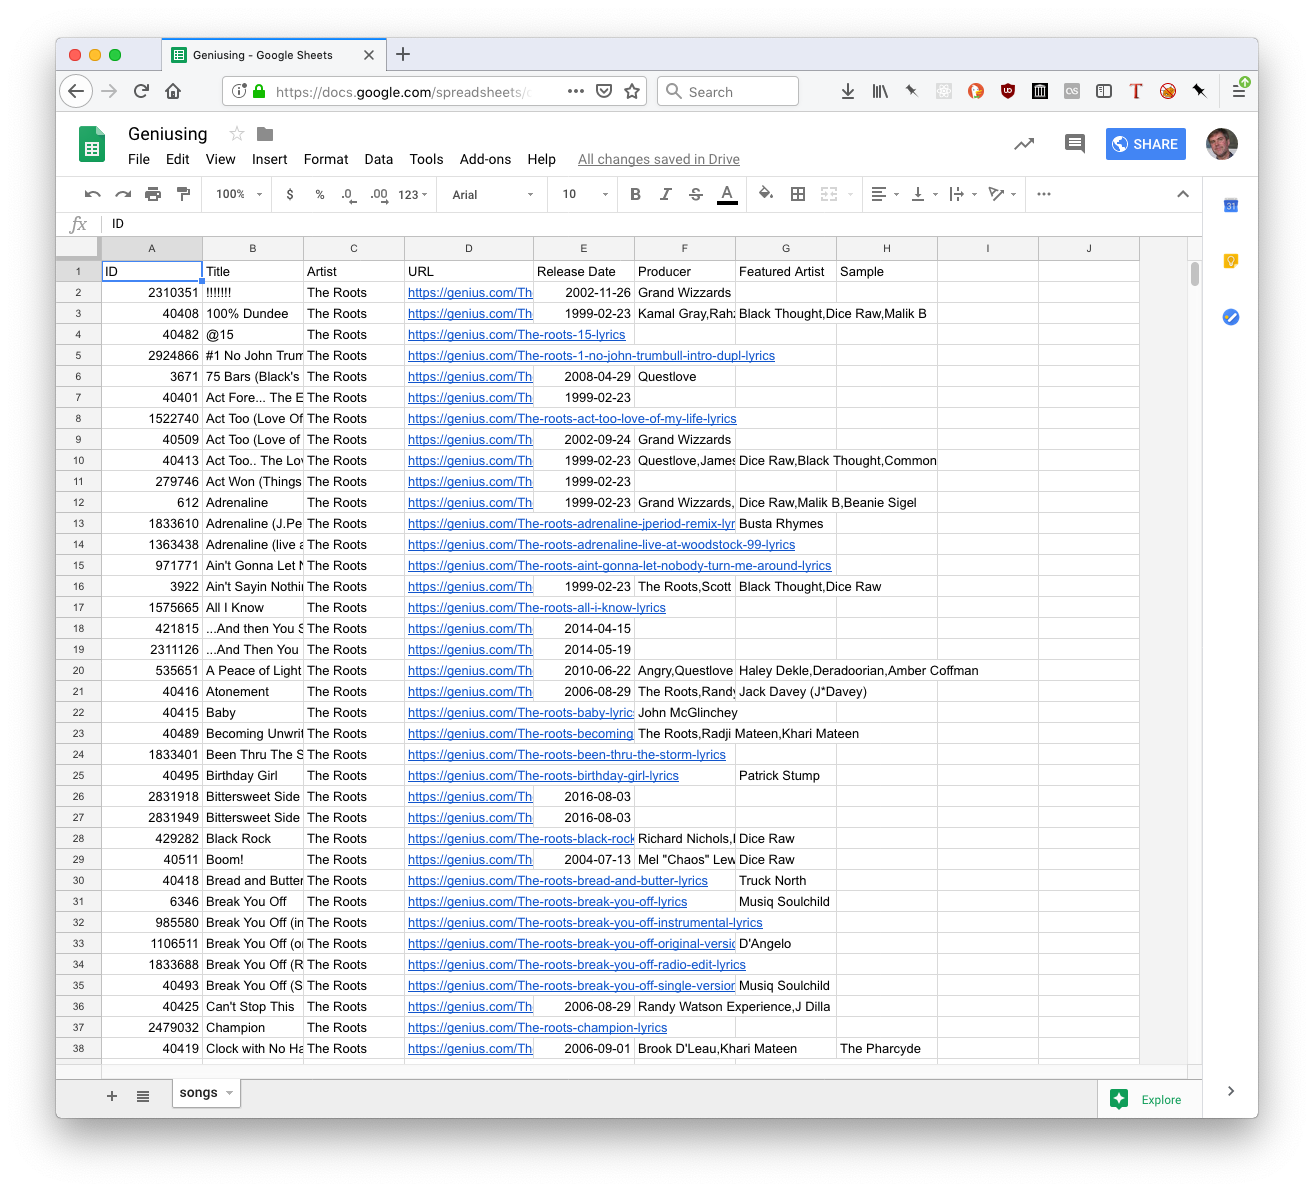 Geniusing - Google Sheets
https://docs.google.com/spreadsheets/
Search
Geniusing
File Edit View Insert Format Data Tools Add-ons Help All changes saved in Drive
SHARE
100% $ % .0 .00 123 Arial 10 B I S A
31
fx ID
A B C D E F G H I J
1 ID Title Artist URL Release Date Producer Featured Artist Sample
2 2310351 !!!!!!! The Roots https://genius.com/Th 2002-11-26 Grand Wizzards
3 40408 100% Dundee The Roots https://genius.com/Th 1999-02-23 Kamal Gray,Rahz Black Thought,Dice Raw,Malik B
4 40482 @15 The Roots https://genius.com/The-roots-15-lyrics
5 2924866 #1 No John Trum The Roots https://genius.com/The-roots-1-no-john-trumbull-intro-dupl-lyrics
6 3671 75 Bars (Black's The Roots https://genius.com/Th 2008-04-29 Questlove
7 40401 Act Fore... The E The Roots https://genius.com/Th 1999-02-23
8 1522740 Act Too (Love Of The Roots https://genius.com/The-roots-act-too-love-of-my-life-lyrics
9 40509 Act Too (Love of The Roots https://genius.com/Th 2002-09-24 Grand Wizzards
10 40413 Act Too.. The Lov The Roots https://genius.com/Th 1999-02-23 Questlove,James Dice Raw,Black Thought,Common
11 279746 Act Won (Things The Roots https://genius.com/Th 1999-02-23
12 612 Adrenaline The Roots https://genius.com/Th 1999-02-23 Grand Wizzards, Dice Raw,Malik B,Beanie Sigel
13 1833610 Adrenaline (J.Pe The Roots https://genius.com/The-roots-adrenaline-jperiod-remix-lyr Busta Rhymes
14 1363438 Adrenaline (live a The Roots https://genius.com/The-roots-adrenaline-live-at-woodstock-99-lyrics
15 971771 Ain't Gonna Let N The Roots https://genius.com/The-roots-aint-gonna-let-nobody-turn-me-around-lyrics
16 3922 Ain't Sayin Nothi The Roots https://genius.com/Th 1999-02-23 The Roots,Scott Black Thought,Dice Raw
17 1575665 All I Know The Roots https://genius.com/The-roots-all-i-know-lyrics
18 421815 ...And then You S The Roots https://genius.com/Th 2014-04-15
19 2311126 ...And Then You The Roots https://genius.com/Th 2014-05-19
20 535651 A Peace of Light The Roots https://genius.com/Th 2010-06-22 Angry,Questlove Haley Dekle,Deradoorian,Amber Coffman
21 40416 Atonement The Roots https://genius.com/Th 2006-08-29 The Roots,Randy Jack Davey (J*Davey)
22 40415 Baby The Roots https://genius.com/The-roots-baby-lyric John McGlinchey
23 40489 Becoming Unwrit The Roots https://genius.com/The-roots-becoming The Roots,Radji Mateen,Khari Mateen
24 1833401 Been Thru The S The Roots https://genius.com/The-roots-been-thru-the-storm-lyrics
25 40495 Birthday Girl The Roots https://genius.com/The-roots-birthday-girl-lyrics Patrick Stump
26 2831918 Bittersweet Side The Roots https://genius.com/Th 2016-08-03
27 2831949 Bittersweet Side The Roots https://genius.com/Th 2016-08-03
28 429282 Black Rock The Roots https://genius.com/The-roots-black-rock Richard Nichols, Dice Raw
29 40511 Boom! The Roots https://genius.com/Th 2004-07-13 Mel "Chaos" Lew Dice Raw
30 40418 Bread and Butter The Roots https://genius.com/The-roots-bread-and-butter-lyrics Truck North
31 6346 Break You Off The Roots https://genius.com/The-roots-break-you-off-lyrics Musiq Soulchild
32 985580 Break You Off (in The Roots https://genius.com/The-roots-break-you-off-instrumental-lyrics
33 1106511 Break You Off (or The Roots https://genius.com/The-roots-break-you-off-original-versic D'Angelo
34 1833688 Break You Off (R The Roots https://genius.com/The-roots-break-you-off-radio-edit-lyrics
35 40493 Break You Off (S The Roots https://genius.com/The-roots-break-you-off-single-version Musiq Soulchild
36 40425 Can't Stop This The Roots https://genius.com/Th 2006-08-29 Randy Watson Experience,J Dilla
37 2479032 Champion The Roots https://genius.com/The-roots-champion-lyrics
38 40419 Clock with No Ha The Roots https://genius.com/Th 2006-09-01 Brook D'Leau,Khari Mateen The Pharcyde
songs
Explore